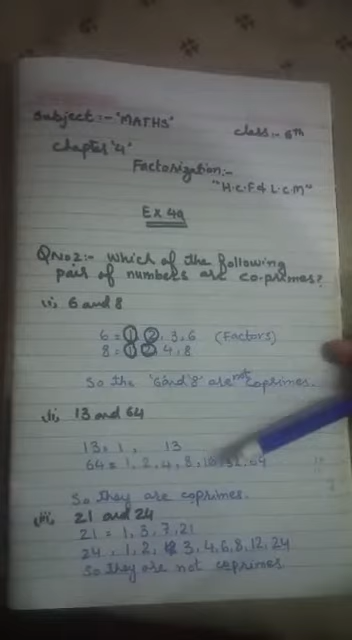 Subject:- "MATHS"
class:- 6th
Chapter '4'
Factorization:-
"H.C.F & L.C.M"
Ex 4a
Q No2:- Which of the following
pair of numbers are co-primes?
(i) 6 and 8
6 = 1, 2, 3, 6 (Factors)
8 = 1, 2, 4, 8
So the "6 and 8" are not coprimes.
(ii) 13 and 64
13 = 1, 13
64 = 1, 2, 4, 8, 16, 32, 64
So they are coprimes.
(iii) 21 and 24
21 = 1, 3, 7, 21
24 = 1, 2, 3, 4, 6, 8, 12, 24
So they are not coprimes